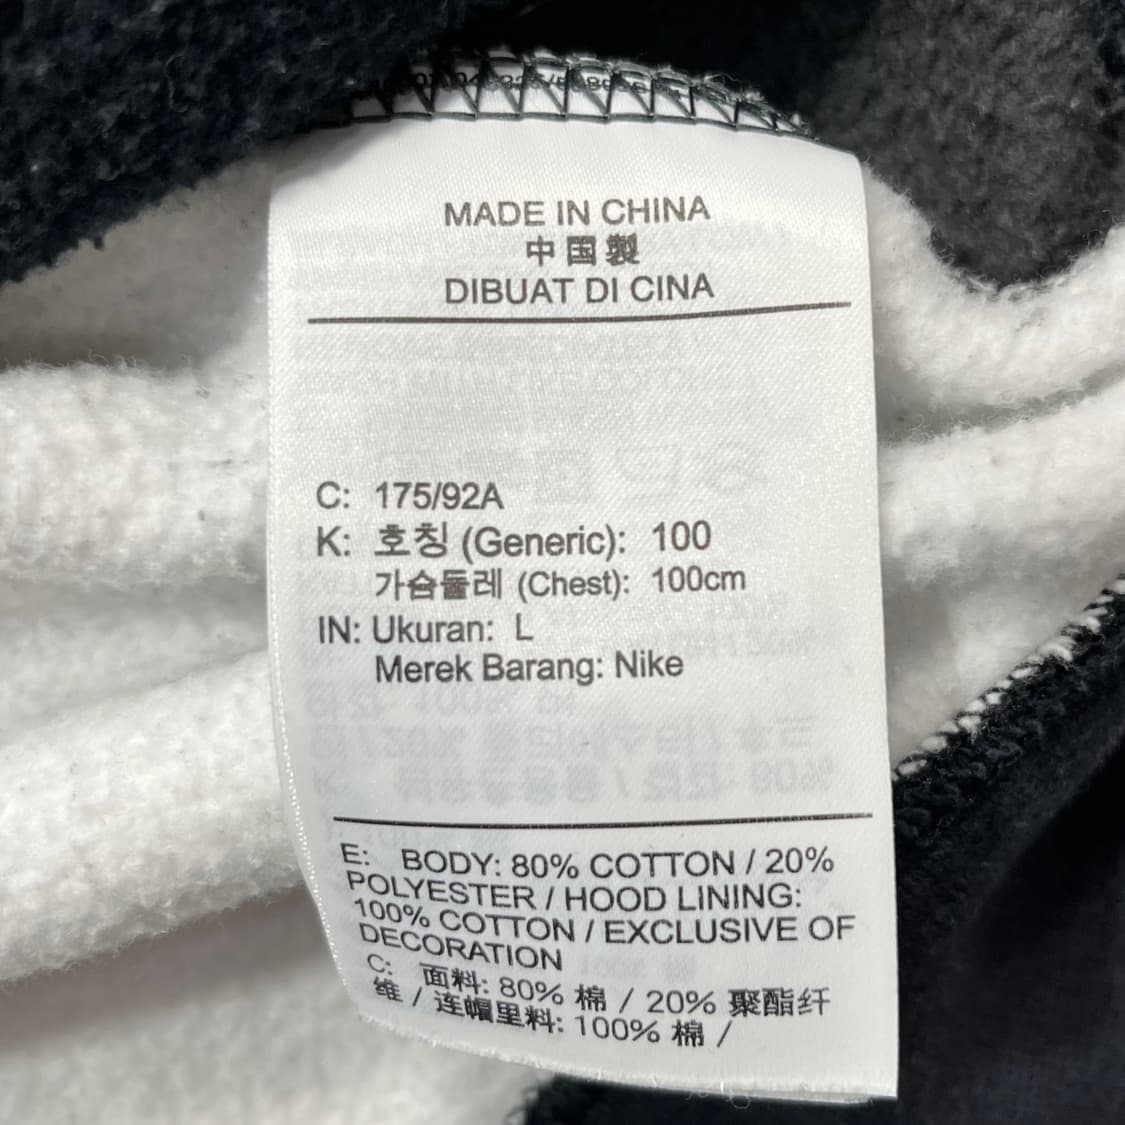 MADE IN CHINA
中国製
DIBUAT DI CINA
C: 175/92A
K: 호칭 (Generic): 100
가슴둘레 (Chest): 100cm
IN: Ukuran: L
Merek Barang: Nike
E: BODY: 80% COTTON / 20%
POLYESTER / HOOD LINING:
100% COTTON / EXCLUSIVE OF
DECORATION
C: 面料: 80% 棉 / 20% 聚酯纤
维 / 连帽里料: 100% 棉 /